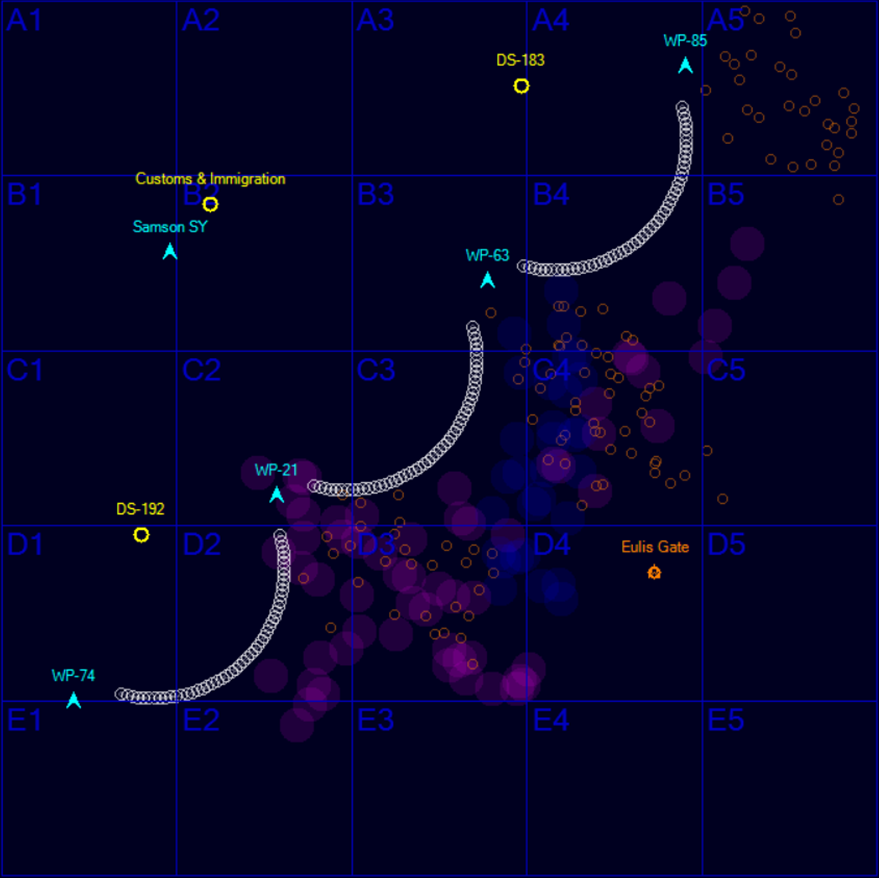 A1
A2
A3
A4
A5
WP-85
DS-183
Customs & Immigration
B1
B2
B3
B4
B5
Samson SY
WP-63
C1
C2
C3
C4
C5
WP-21
DS-192
D1
D2
D3
D4
D5
Eulis Gate
WP-74
E1
E2
E3
E4
E5